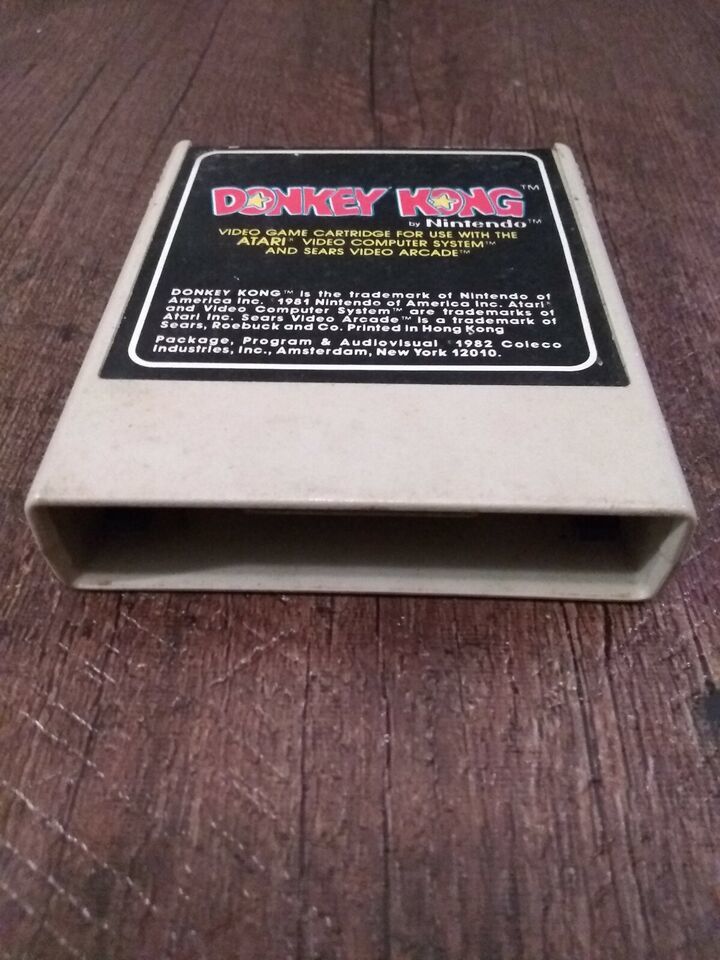 DONKEY KONG™
by Nintendo™
VIDEO GAME CARTRIDGE FOR USE WITH THE
ATARI® VIDEO COMPUTER SYSTEM™
AND SEARS VIDEO ARCADE™
DONKEY KONG™ is the trademark of Nintendo of
America Inc. 1981 Nintendo of America Inc. Atari®
and Video Computer System™ are trademarks of
Atari Inc. Sears Video Arcade™ is a trademark of
Sears, Roebuck and Co. Printed in Hong Kong
Package, Program & Audiovisual 1982 Coleco
Industries, Inc., Amsterdam, New York 12010.